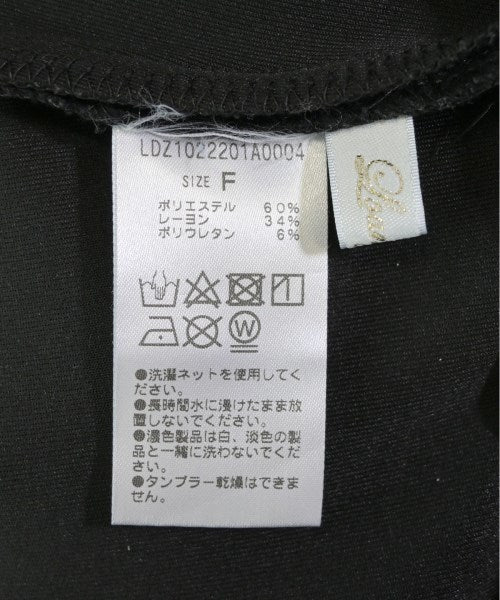 LDZ1022201A0004
SIZE F
ポリエステル 60%
レーヨン 34%
ポリウレタン 6%
W
●洗濯ネットを使用してく
ださい。
●長時間水に浸けたまま放
置しないでください。
●濃色製品は白、淡色の製
品と一緒に洗わないでくだ
さい。
●タンブラー乾燥はできま
せん。